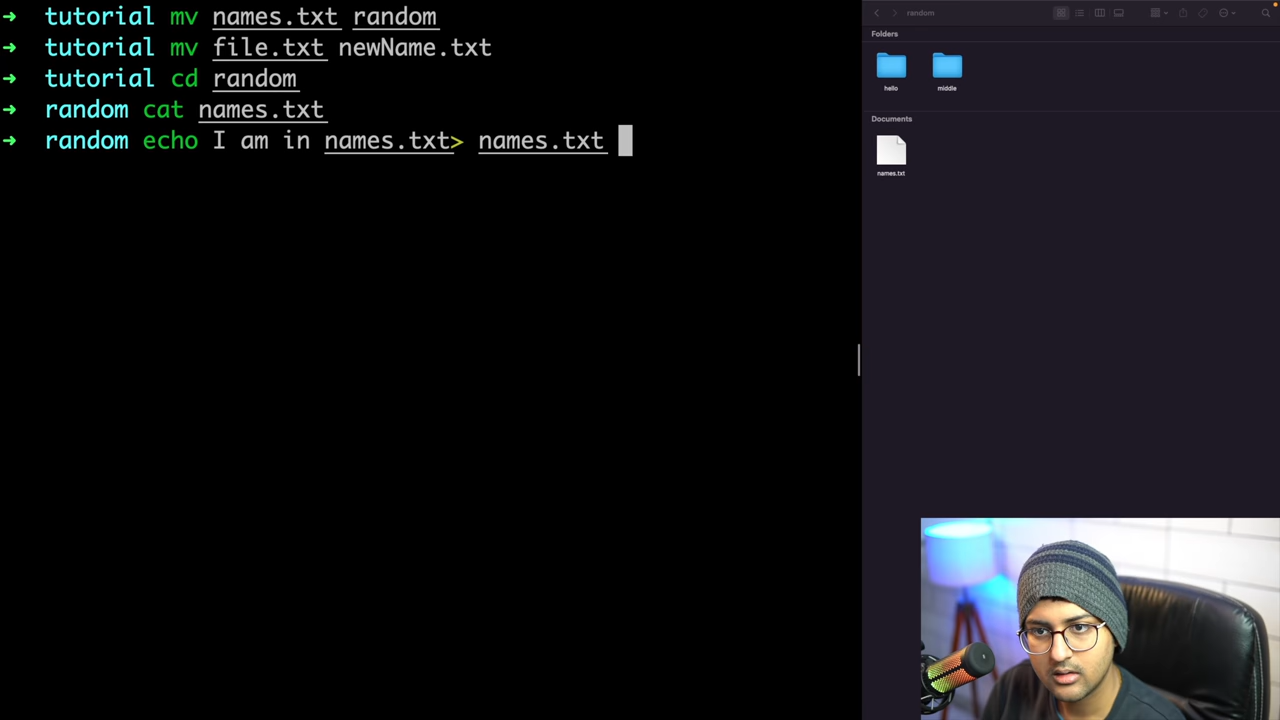 ➜ tutorial mv names.txt random
➜ tutorial mv file.txt newName.txt
➜ tutorial cd random
➜ random cat names.txt
➜ random echo I am in names.txt> names.txt
random
Folders
hello
middle
Documents
names.txt